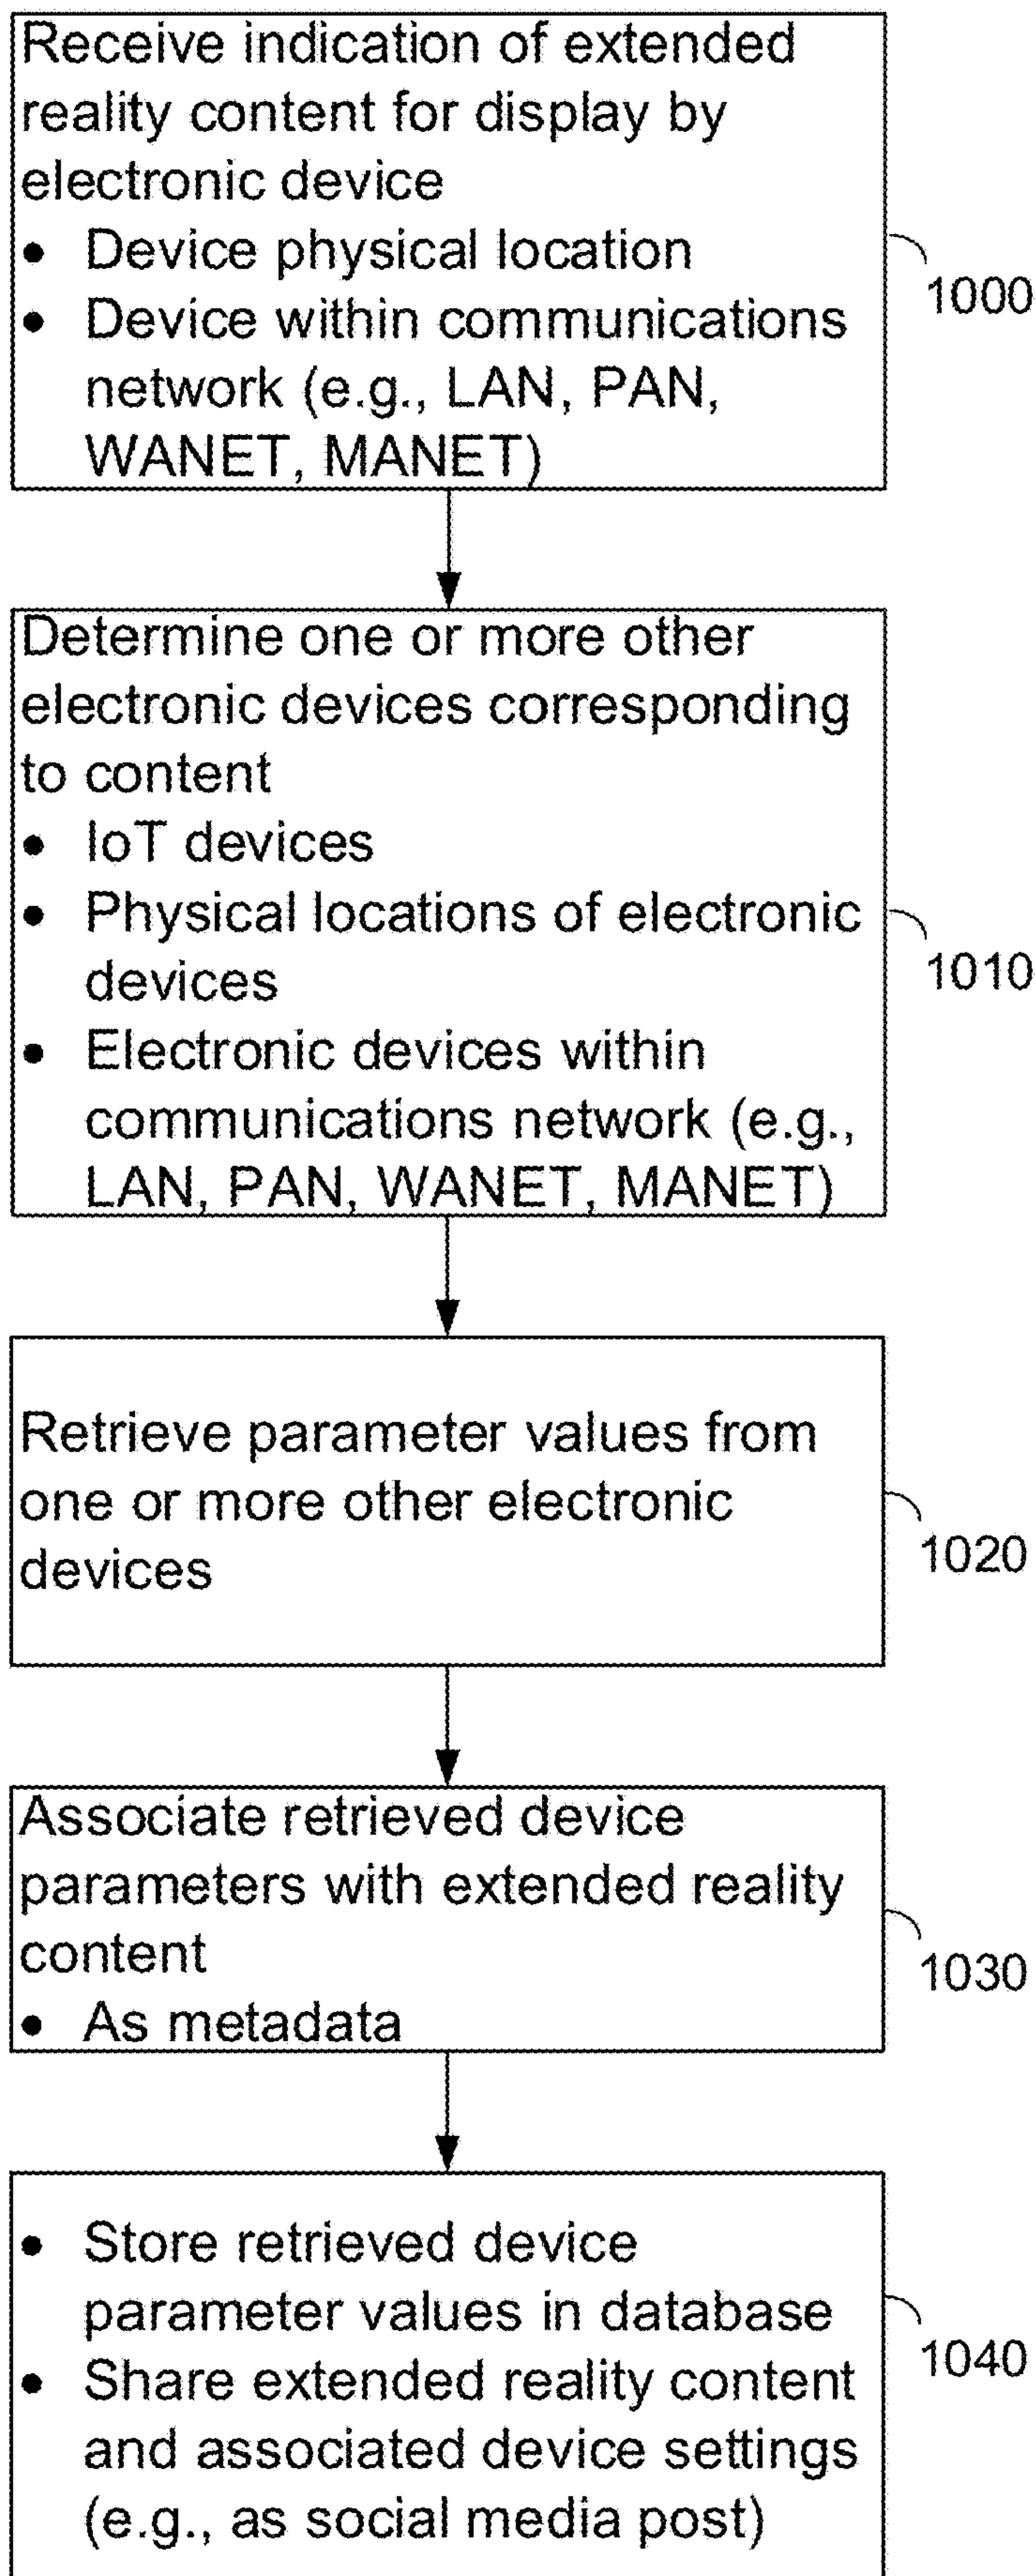 Receive indication of extended
reality content for display by
electronic device
• Device physical location
• Device within communications
network (e.g., LAN, PAN,
WANET, MANET)
1000
Determine one or more other
electronic devices corresponding
to content
• IoT devices
• Physical locations of electronic
devices
• Electronic devices within
communications network (e.g.,
LAN, PAN, WANET, MANET)
1010
Retrieve parameter values from
one or more other electronic
devices
1020
Associate retrieved device
parameters with extended reality
content
• As metadata
1030
• Store retrieved device
parameter values in database
• Share extended reality content
and associated device settings
(e.g., as social media post)
1040